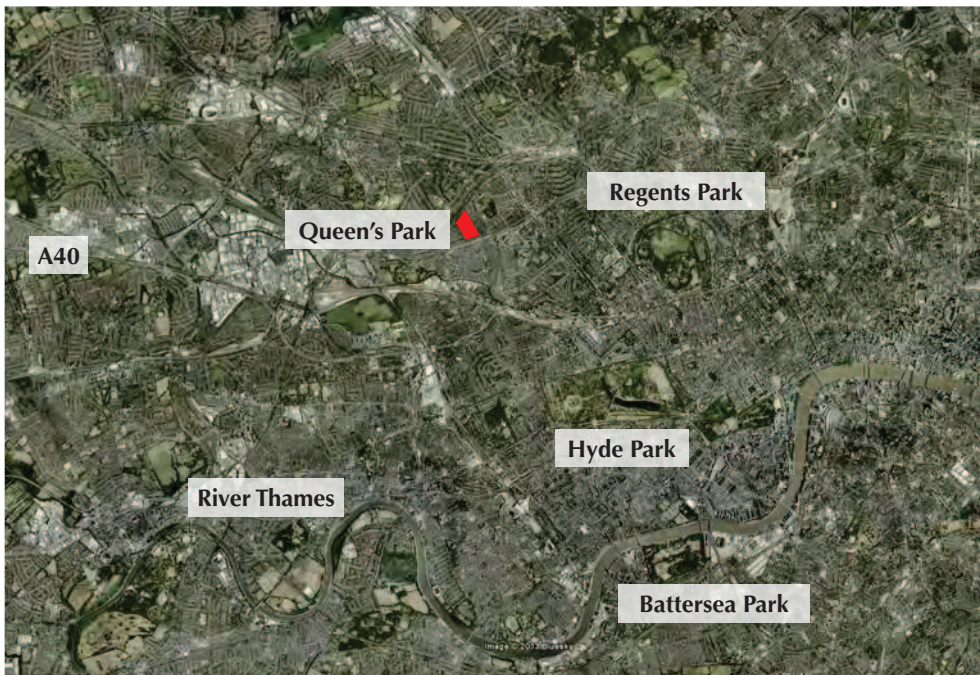 Regents Park
Queen's Park
A40
Hyde Park
River Thames
Battersea Park